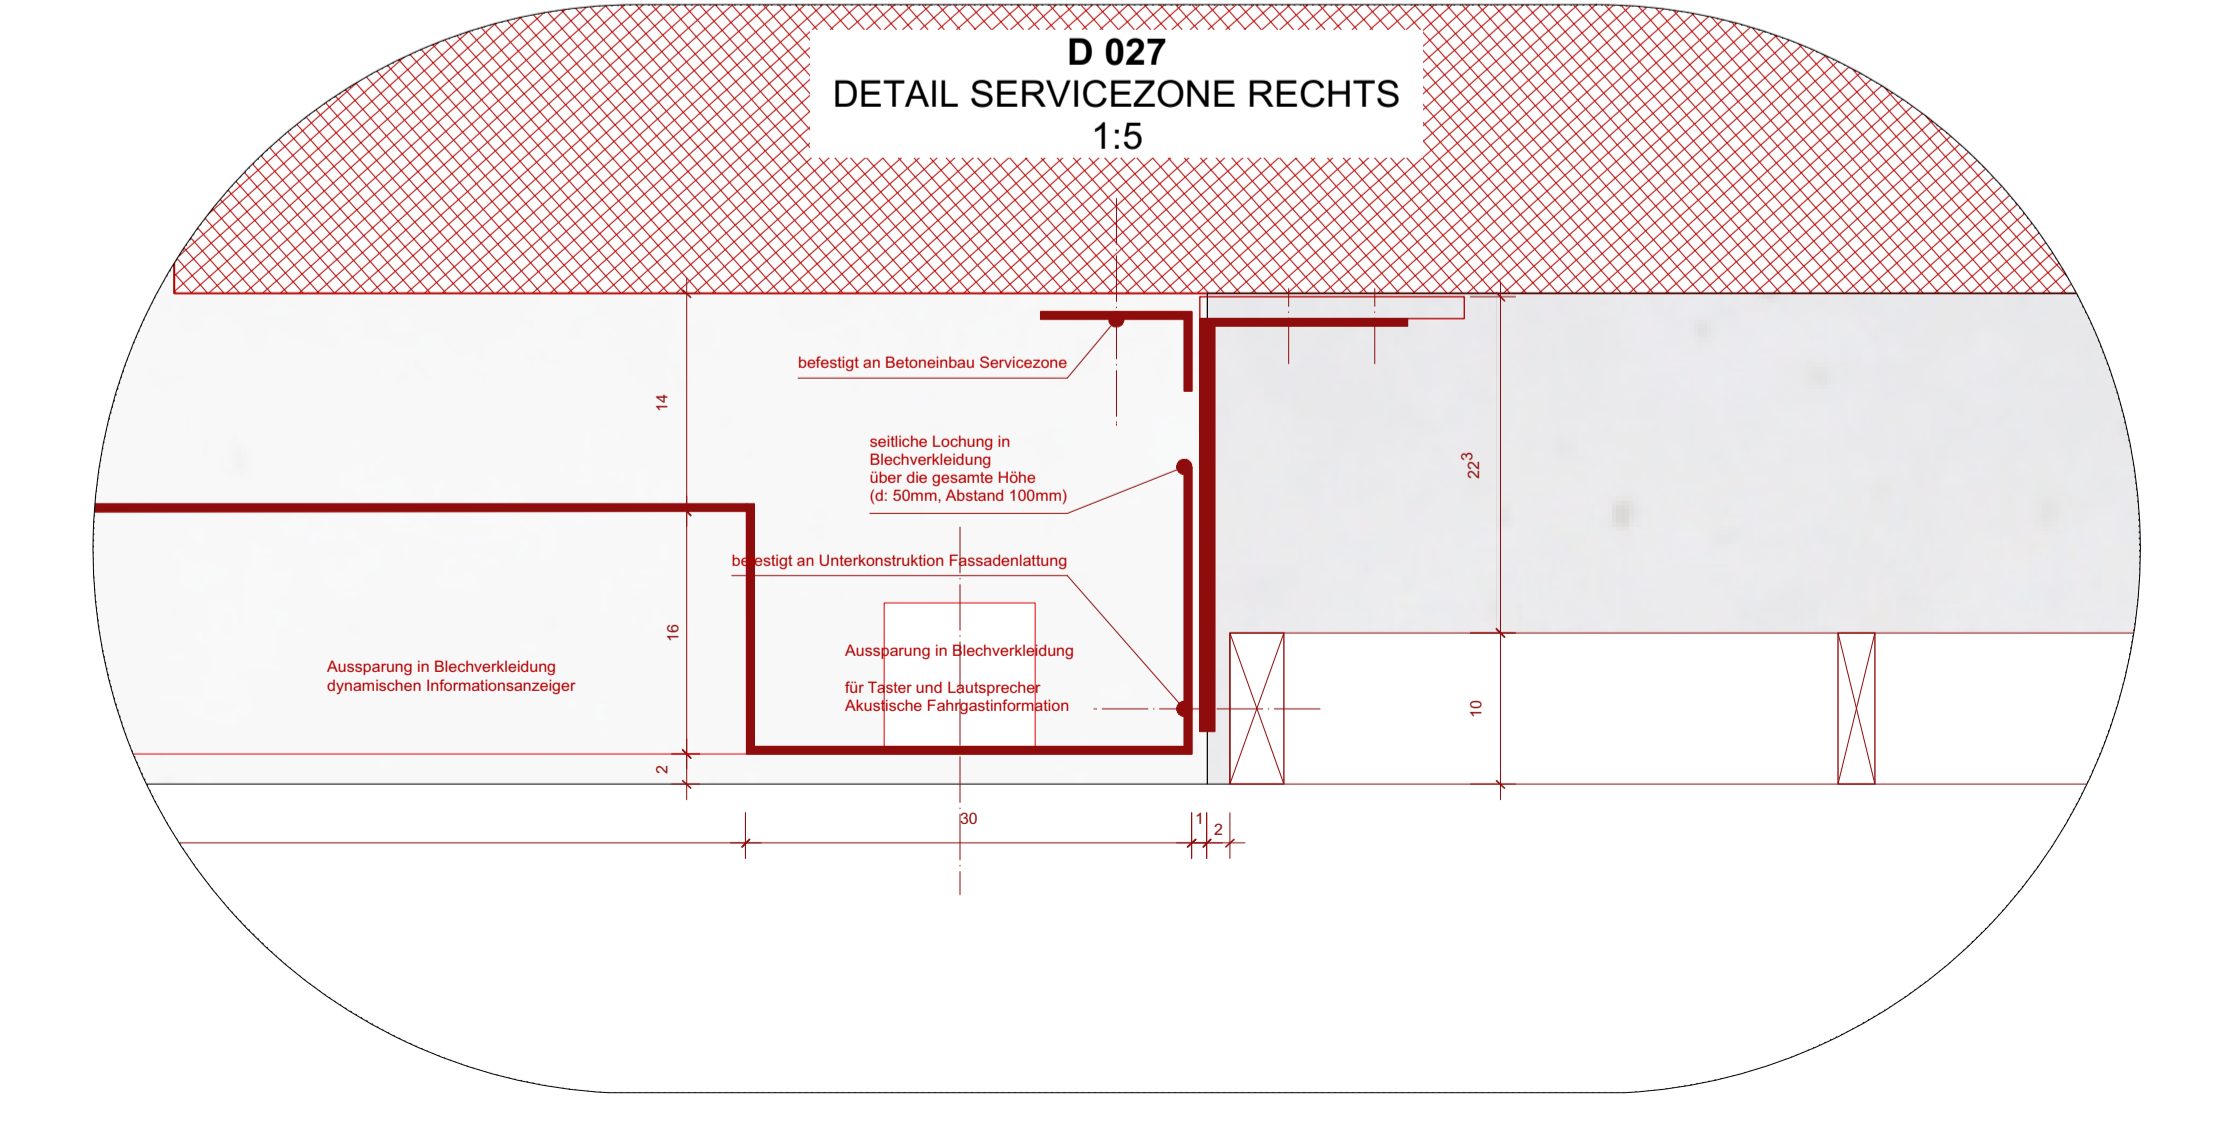 D 027
DETAIL SERVICEZONE RECHTS
1:5
befestigt an Betoneinbau Servicezone
14
seitliche Lochung in
Blechverkleidung
über die gesamte Höhe
(d: 50mm, Abstand 100mm)
22³
befestigt an Unterkonstruktion Fassadenlattung
16
Aussparung in Blechverkleidung
dynamischen Informationsanzeiger
Aussparung in Blechverkleidung
für Taster und Lautsprecher
Akustische Fahrgastinformation
10
2
30
1
2